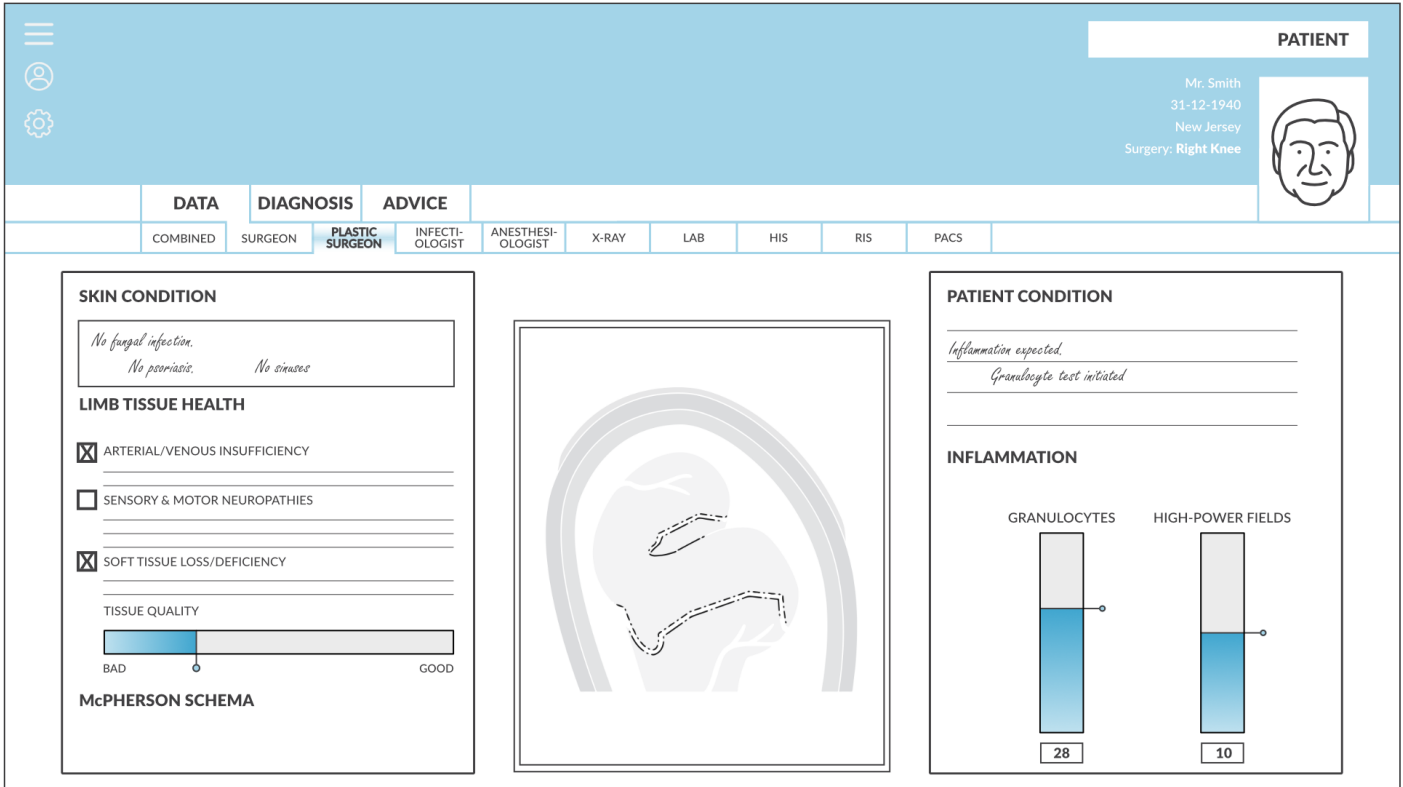 PATIENT
Mr. Smith
31-12-1940
New Jersey
Surgery: Right Knee
DATA DIAGNOSIS ADVICE
COMBINED
SURGEON
PLASTIC
SURGEON
INFECTI-
OLOGIST
ANESTHESI-
OLOGIST
X-RAY
LAB
HIS
RIS
PACS
SKIN CONDITION
No fungal infection.
No psoriasis. No sinuses
LIMB TISSUE HEALTH
ARTERIAL/VENOUS INSUFFICIENCY
SENSORY & MOTOR NEUROPATHIES
SOFT TISSUE LOSS/DEFICIENCY
TISSUE QUALITY
BAD GOOD
McPHERSON SCHEMA
PATIENT CONDITION
Inflammation expected.
Granulocyte test initiated
INFLAMMATION
GRANULOCYTES HIGH-POWER FIELDS
28 10